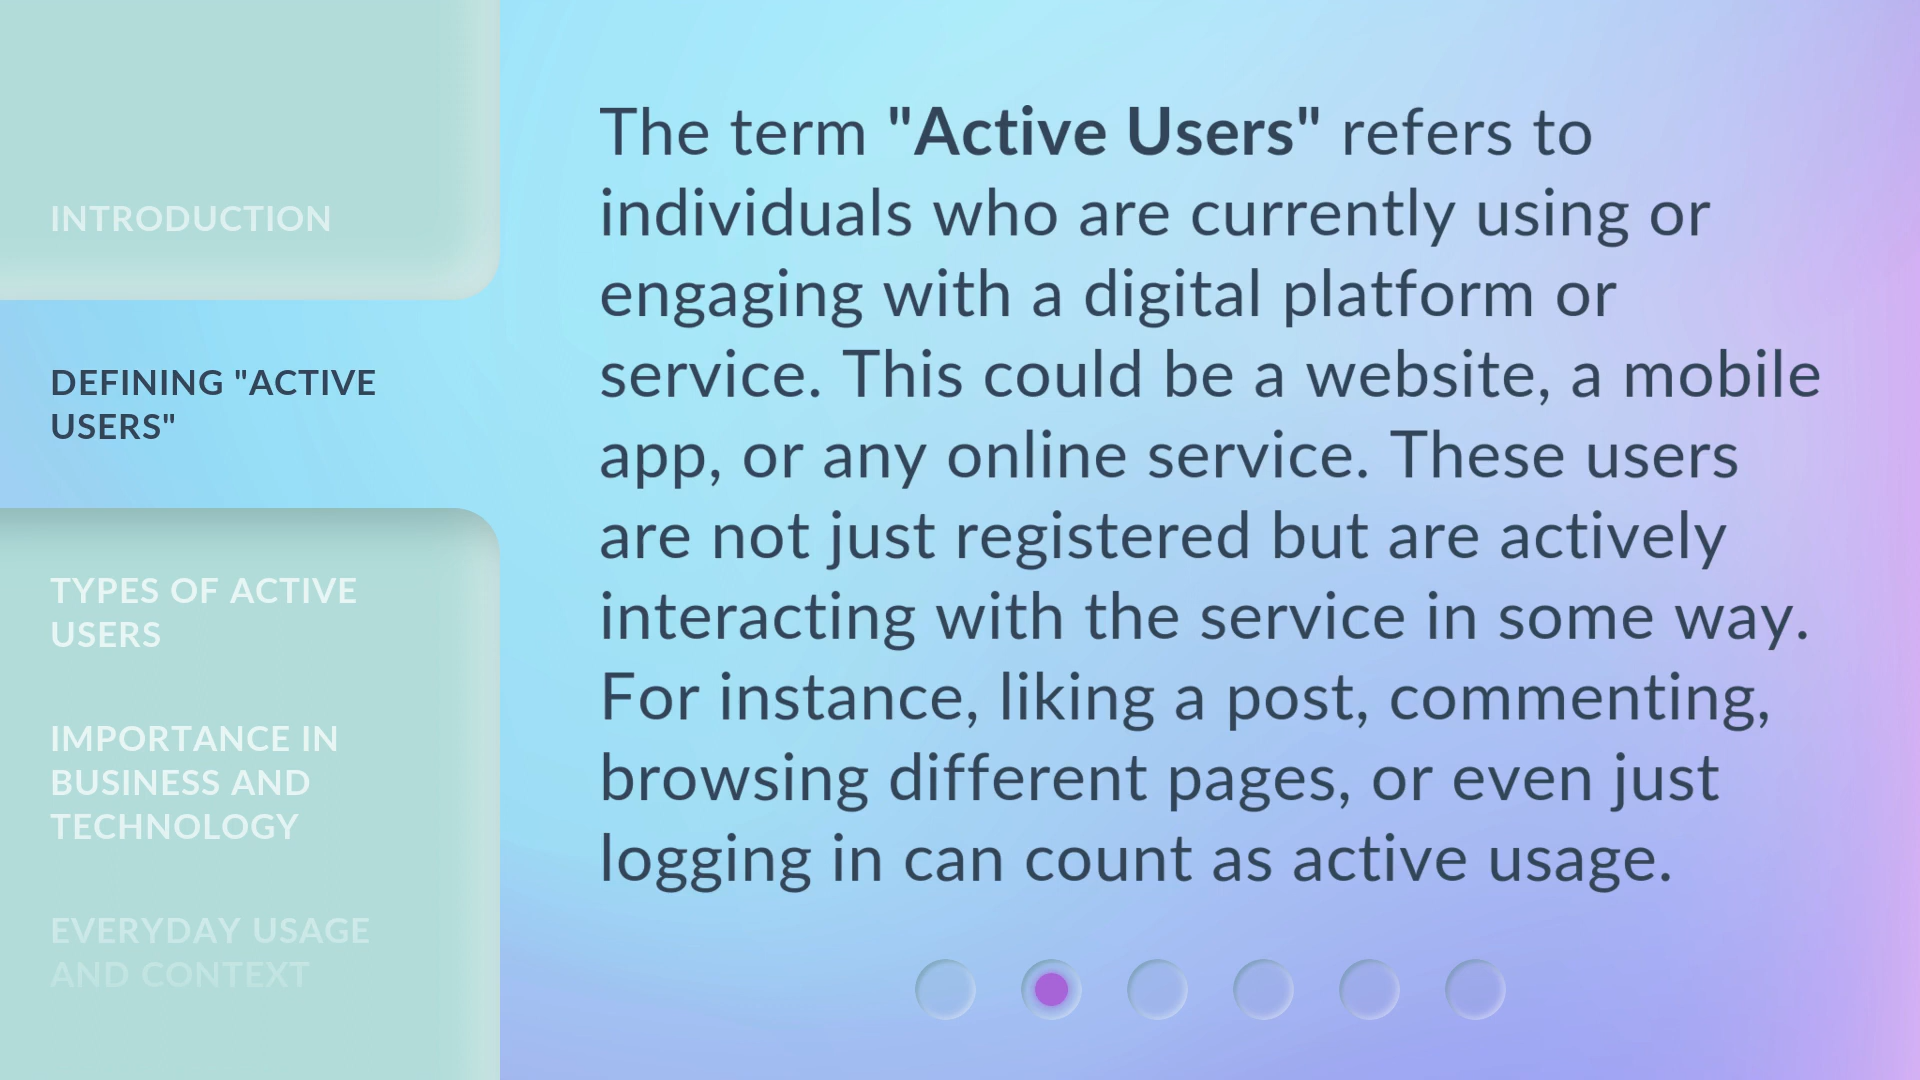 INTRODUCTION
DEFINING "ACTIVE
USERS"
TYPES OF ACTIVE
USERS
IMPORTANCE IN
BUSINESS AND
TECHNOLOGY
EVERYDAY USAGE
AND CONTEXT
The term "Active Users" refers to
individuals who are currently using or
engaging with a digital platform or
service. This could be a website, a mobile
app, or any online service. These users
are not just registered but are actively
interacting with the service in some way.
For instance, liking a post, commenting,
browsing different pages, or even just
logging in can count as active usage.